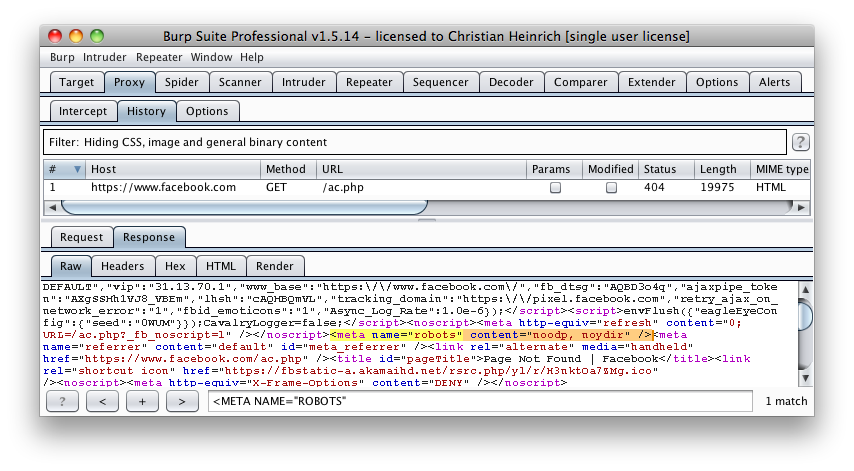 Burp Suite Professional v1.5.14 – licensed to Christian Heinrich [single user license]
Burp Intruder Repeater Window Help
Target Proxy Spider Scanner Intruder Repeater Sequencer Decoder Comparer Extender Options Alerts
Intercept History Options
Filter: Hiding CSS, image and general binary content ?
# Host Method URL Params Modified Status Length MIME type
1 https://www.facebook.com GET /ac.php 404 19975 HTML
Request Response
Raw Headers Hex HTML Render
DEFAULT","vip":"31.13.70.1","www_base":"https:\/\/www.facebook.com\/","fb_dtsg":"AQBD3o4q","ajaxpipe_toke
n":"AXgSSHh1VJ8_VBEm","lhsh":"cAQHBQmVL","tracking_domain":"https:\/\/pixel.facebook.com","retry_ajax_on_
network_error":"1","fbid_emoticons":"1","Async_Log_Rate":1.0e-6});</script><script>envFlush({"eagleEyeCon
fig":{"seed":"0WUM"}});CavalryLogger=false;</script><noscript><meta http-equiv="refresh" content="0;
URL=/ac.php?_fb_noscript=1" /></noscript><meta name="robots" content="noodp, noydir" /><meta
name="referrer" content="default" id="meta_referrer" /><link rel="alternate" media="handheld"
href="https://www.facebook.com/ac.php" /><title id="pageTitle">Page Not Found | Facebook</title><link
rel="shortcut icon" href="https://fbstatic-a.akamaihd.net/rsrc.php/yl/r/H3nktOa7ZMg.ico"
/><noscript><meta http-equiv="X-Frame-Options" content="DENY" /></noscript>
? < + > <META NAME="ROBOTS" 1 match